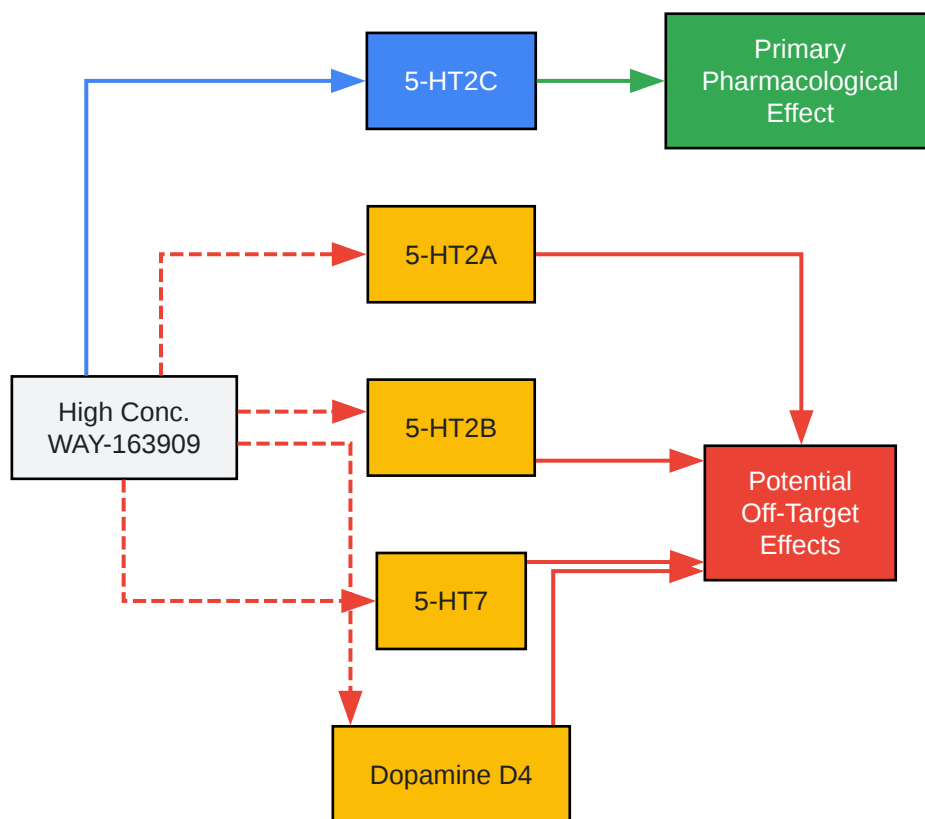 5-HT2C
Primary
Pharmacological
Effect
5-HT2A
High Conc.
WAY-163909
5-HT2B
Potential
Off-Target
Effects
5-HT7
Dopamine D4